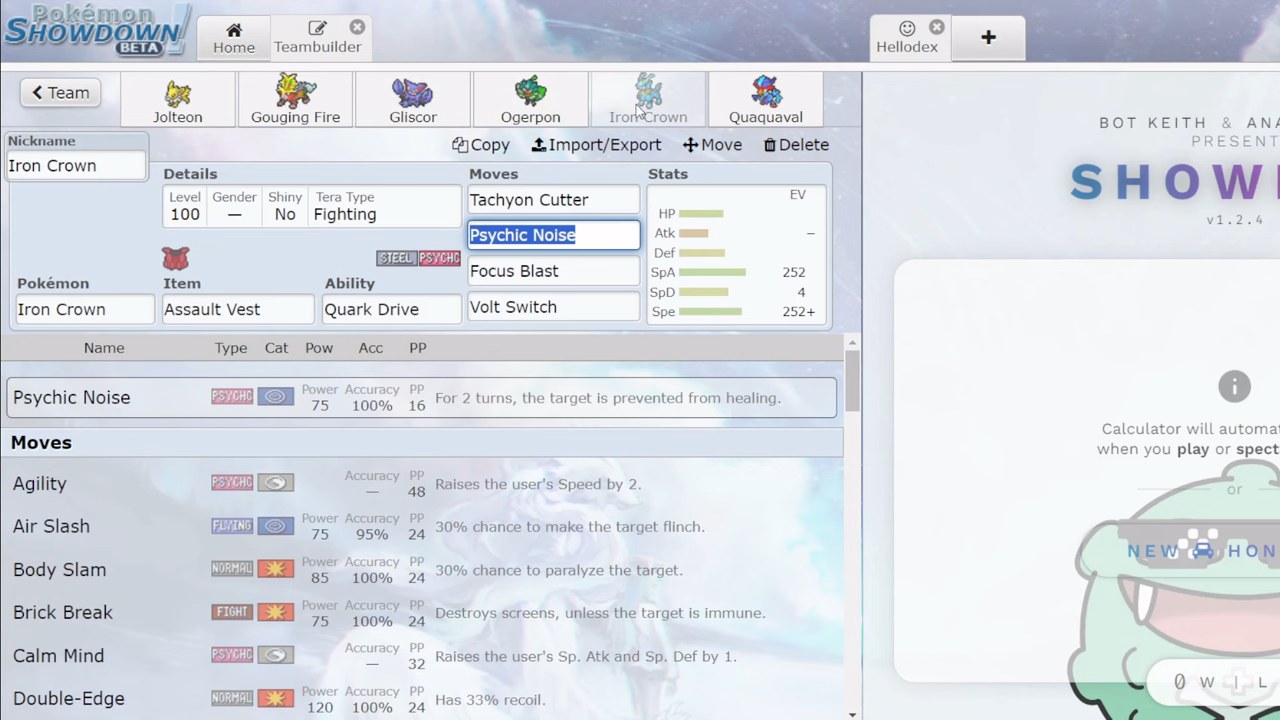 Pokémon
SHOWDOWN!
BETA
Home
Teambuilder
Hellodex
Team
Jolteon
Gouging Fire
Gliscor
Ogerpon
Iron Crown
Quaquaval
Copy
Import/Export
Move
Delete
Nickname
Iron Crown
Details
Level
100
Gender
—
Shiny
No
Tera Type
Fighting
STEEL PSYCHC
Pokémon
Iron Crown
Item
Assault Vest
Ability
Quark Drive
Moves
Tachyon Cutter
Psychic Noise
Focus Blast
Volt Switch
Stats
EV
HP
Atk –
Def
SpA 252
SpD 4
Spe 252+
Name Type Cat Pow Acc PP
Psychic Noise PSYCHC Power 75 Accuracy 100% PP 16 For 2 turns, the target is prevented from healing.
Moves
Agility PSYCHC Accuracy — PP 48 Raises the user's Speed by 2.
Air Slash FLYING Power 75 Accuracy 95% PP 24 30% chance to make the target flinch.
Body Slam NORMAL Power 85 Accuracy 100% PP 24 30% chance to paralyze the target.
Brick Break FIGHT Power 75 Accuracy 100% PP 24 Destroys screens, unless the target is immune.
Calm Mind PSYCHC Accuracy — PP 32 Raises the user's Sp. Atk and Sp. Def by 1.
Double-Edge NORMAL Power 120 Accuracy 100% PP 24 Has 33% recoil.
BOT KEITH & ANA
PRESENT
SHOW
v1.2.4
Calculator will automa
when you play or spect
or
NEW HON
0 W | L